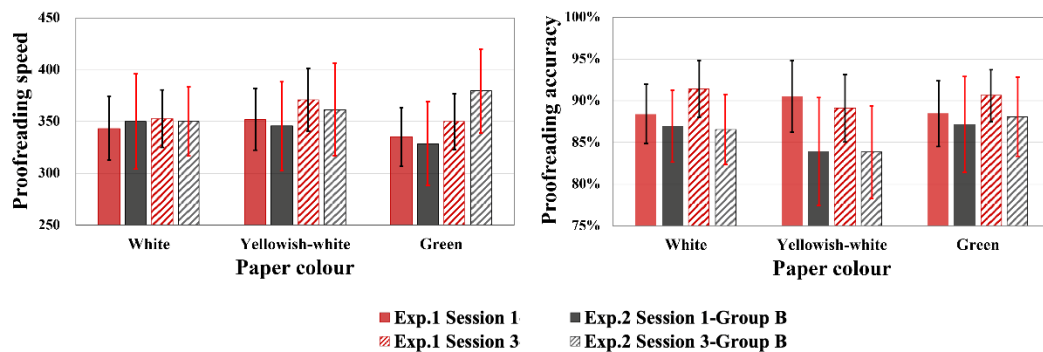 Proofreading speed
450
400
350
300
250
White
Yellowish-white
Green
Paper colour
Proofreading accuracy
100%
95%
90%
85%
80%
75%
White
Yellowish-white
Green
Paper colour
Exp.1 Session 1-
Exp.2 Session 1-Group B
Exp.1 Session 3-
Exp.2 Session 3-Group B